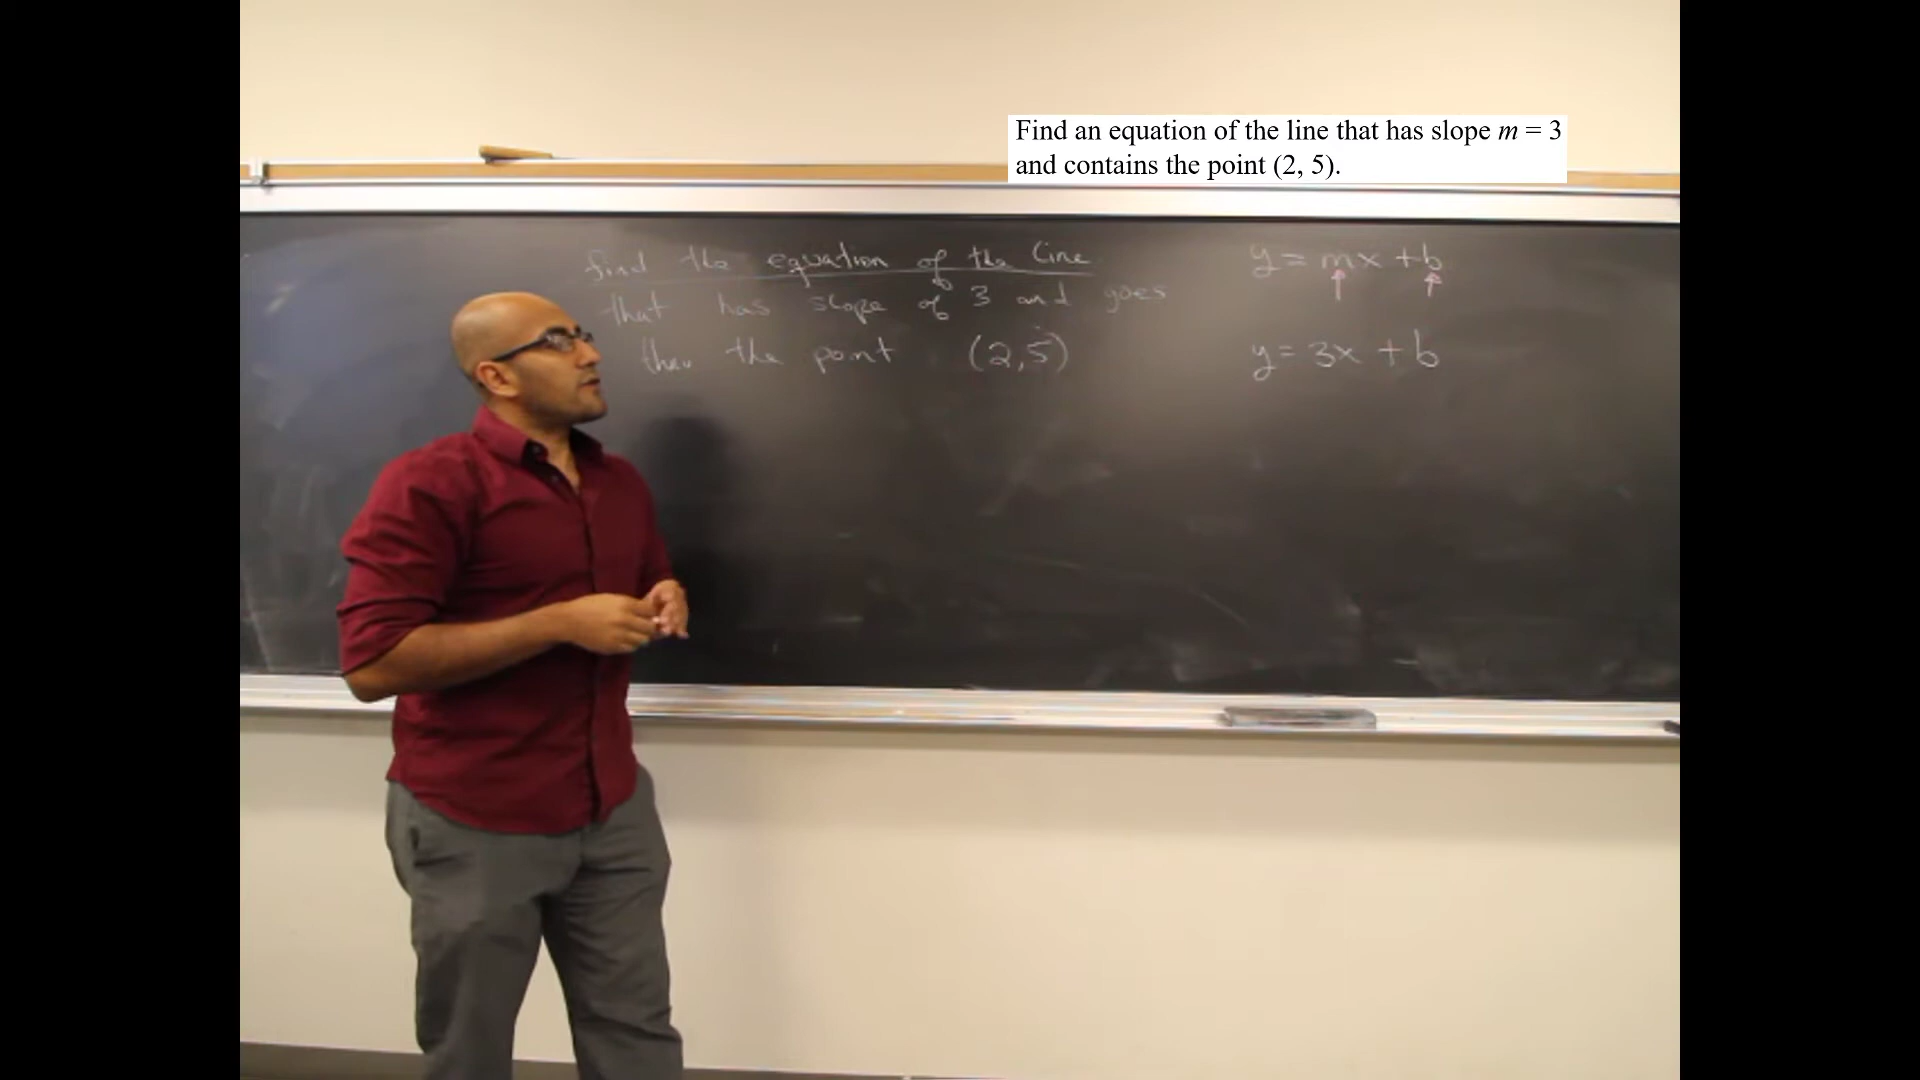 Find an equation of the line that has slope m = 3
and contains the point (2, 5).
find the equation of the line
that has slope of 3 and goes
thru the point (2,5)
y = mx + b
y = 3x + b